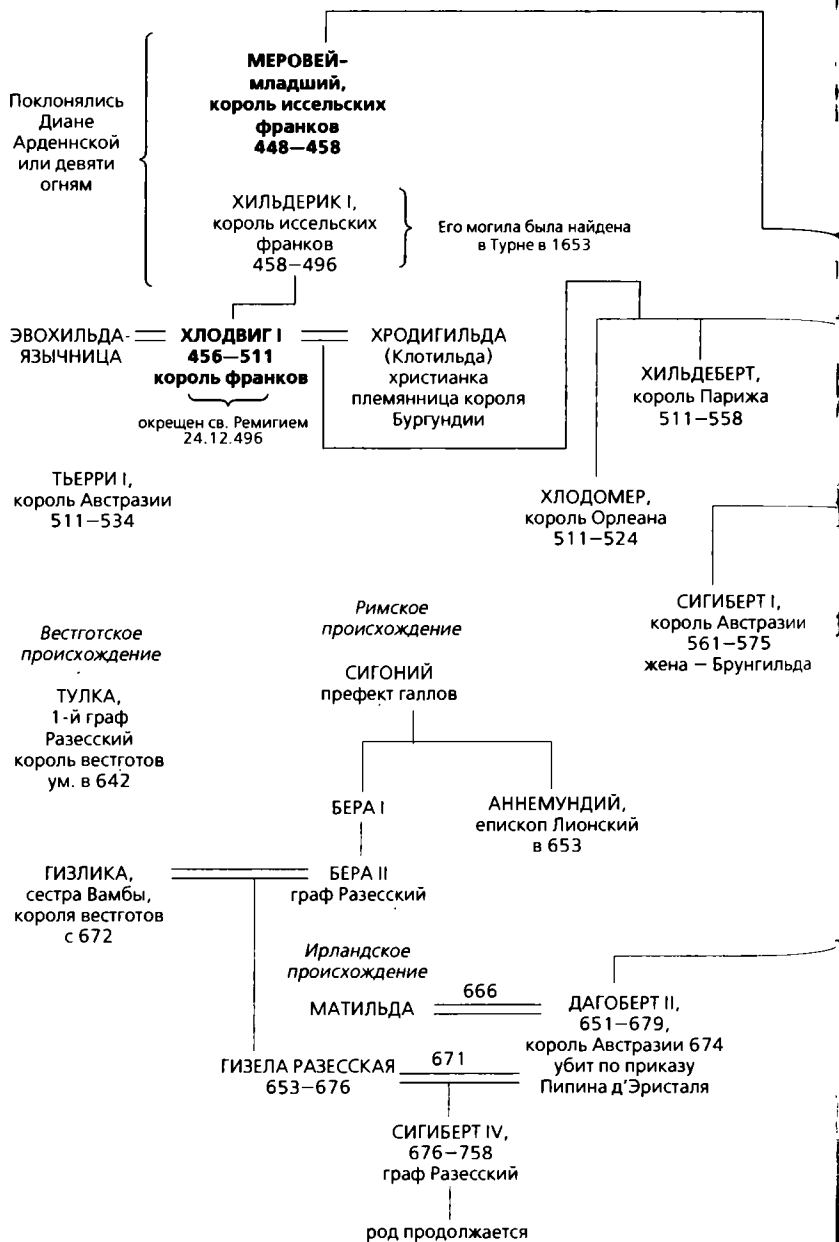 МЕРОВЕЙ-
младший,
король иссельских
франков
448–458
Поклонялись
Диане
Арденнской
или девяти
огням
ХИЛЬДЕРИК I,
король иссельских
франков
458–496
Его могила была найдена
в Турне в 1653
ЭВОХИЛЬДА-
ЯЗЫЧНИЦА
ХЛОДВИГ I
456–511
король франков
окрещен св. Ремигием
24.12.496
ХРОДИГИЛЬДА
(Клотильда)
христианка
племянница короля
Бургундии
ХИЛЬДЕБЕРТ,
король Парижа
511–558
ТЬЕРРИ I,
король Австразии
511–534
ХЛОДОМЕР,
король Орлеана
511–524
СИГИБЕРТ I,
король Австразии
561–575
жена – Брунгильда
Вестготское
происхождение
Римское
происхождение
ТУЛКА,
1-й граф
Разесский
король вестготов
ум. в 642
СИГОНИЙ
префект галлов
БЕРА I
АННЕМУНДИЙ,
епископ Лионский
в 653
ГИЗЛИКА,
сестра Вамбы,
короля вестготов
с 672
БЕРА II
граф Разесский
Ирландское
происхождение
МАТИЛЬДА
666
ДАГОБЕРТ II,
651–679,
король Австразии 674
убит по приказу
Пипина д'Эристаля
ГИЗЕЛА РАЗЕССКАЯ
653–676
671
СИГИБЕРТ IV,
676–758
граф Разесский
род продолжается